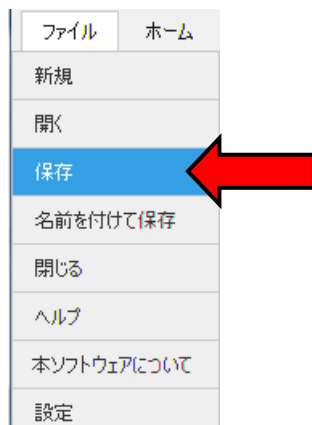 ファイル ホーム
新規
開く
保存
名前を付けて保存
閉じる
ヘルプ
本ソフトウェアについて
設定